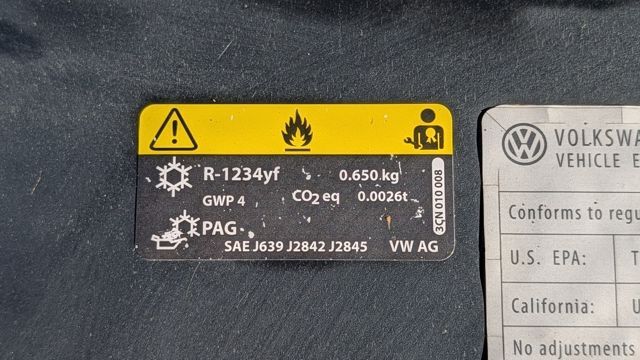 R-1234yf 0.650 kg
GWP 4 CO2 eq 0.0026t
PAG
SAE J639 J2842 J2845 VW AG
3CN 010 008
VOLKSWA
VEHICLE E
Conforms to regu
U.S. EPA: T
California: U
No adjustments